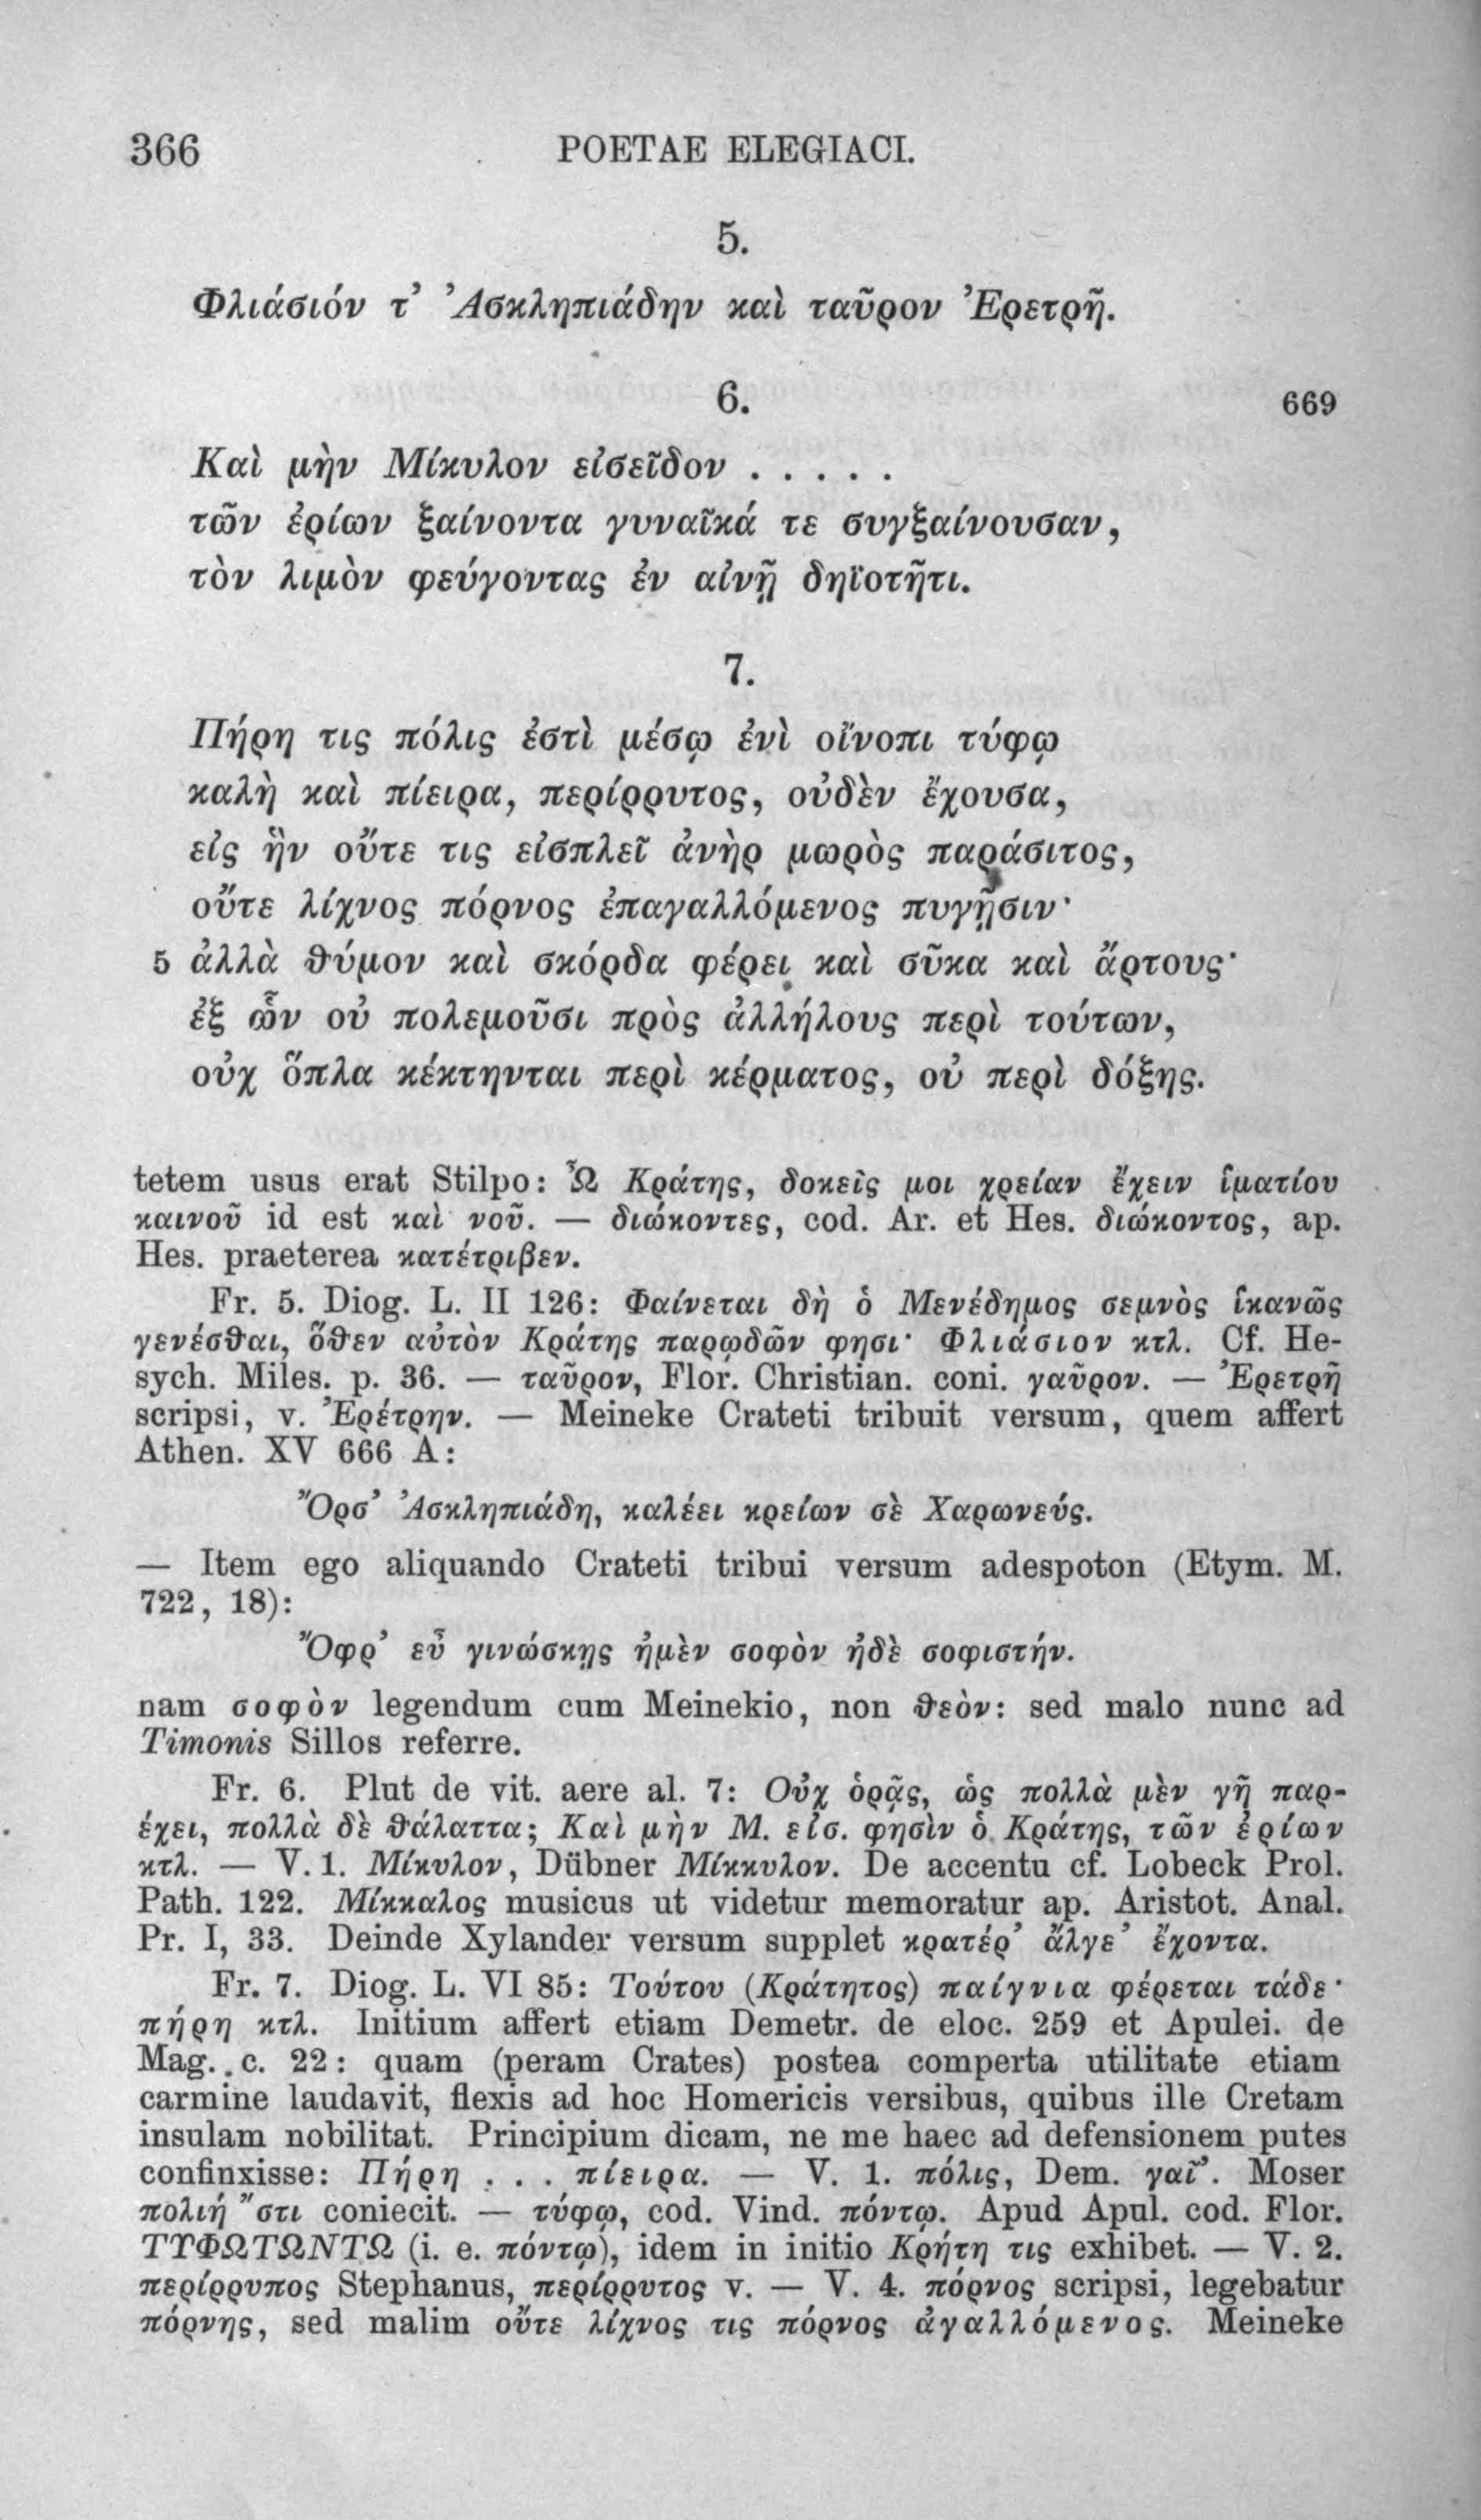 366 POETAE ELEGIACI.
5.
Φλιάσιόν τ’ Ἀσκληπιάδην καὶ ταῦρον Ἐρετρῆ.
6. 669
Καὶ μὴν Μίκυλον εἰσεῖδον . . . . .
τῶν ἐρίων ξαίνοντα γυναῖκά τε συγξαίνουσαν,
τὸν λιμὸν φεύγοντας ἐν αἰνῇ δηϊοτῆτι.
7.
Πήρη τις πόλις ἐστὶ μέσῳ ἐνὶ οἴνοπι τύφῳ
καλὴ καὶ πίειρα, περίρρυτος, οὐδὲν ἔχουσα,
εἰς ἣν οὔτε τις εἰσπλεῖ ἀνὴρ μωρὸς παράσιτος,
οὔτε λίχνος πόρνος ἐπαγαλλόμενος πυγῇσιν·
5 ἀλλὰ θύμον καὶ σκόρδα φέρει καὶ σῦκα καὶ ἄρτους·
ἐξ ὧν οὐ πολεμοῦσι πρὸς ἀλλήλους περὶ τούτων,
οὐχ ὅπλα κέκτηνται περὶ κέρματος, οὐ περὶ δόξης.
tetem usus erat Stilpo: Ὦ Κράτης, δοκεῖς μοι χρείαν ἔχειν ἱματίου
καινοῦ id est καὶ νοῦ. — διώκοντες, cod. Ar. et Hes. διώκοντος, ap.
Hes. praeterea κατέτριβεν.
Fr. 5. Diog. L. II 126: Φαίνεται δὴ ὁ Μενέδημος σεμνὸς ἱκανῶς
γενέσθαι, ὅθεν αὐτὸν Κράτης παρῳδῶν φησι· Φλιάσιον κτλ. Cf. He-
sych. Miles. p. 36. — ταῦρον, Flor. Christian. coni. γαῦρον. — Ἐρετρῆ
scripsi, v. Ἐρέτρην. — Meineke Crateti tribuit versum, quem affert
Athen. XV 666 A:
Ὄρσ’ Ἀσκληπιάδη, καλέει κρείων σὲ Χαρωνεύς.
— Item ego aliquando Crateti tribui versum adespoton (Etym. M.
722, 18):
Ὄφρ’ εὖ γινώσκῃς ἠμὲν σοφὸν ἠδὲ σοφιστήν.
nam σοφὸν legendum cum Meinekio, non θεὸν: sed malo nunc ad
Timonis Sillos referre.
Fr. 6. Plut de vit. aere al. 7: Οὐχ ὁρᾷς, ὡς πολλὰ μὲν γῆ παρ-
έχει, πολλὰ δὲ θάλαττα; Καὶ μὴν Μ. εἰσ. φησὶν ὁ Κράτης, τῶν ἐρίων
κτλ. — V. 1. Μίκυλον, Dübner Μίκκυλον. De accentu cf. Lobeck Prol.
Path. 122. Μίκκαλος musicus ut videtur memoratur ap. Aristot. Anal.
Pr. I, 33. Deinde Xylander versum supplet κρατέρ’ ἄλγε’ ἔχοντα.
Fr. 7. Diog. L. VI 85: Τούτου (Κράτητος) παίγνια φέρεται τάδε·
πήρη κτλ. Initium affert etiam Demetr. de eloc. 259 et Apulei. de
Mag. c. 22: quam (peram Crates) postea comperta utilitate etiam
carmine laudavit, flexis ad hoc Homericis versibus, quibus ille Cretam
insulam nobilitat. Principium dicam, ne me haec ad defensionem putes
confinxisse: Πήρη . . . πίειρα. — V. 1. πόλις, Dem. γαῖ’. Moser
πολιή ’στι coniecit. — τύφῳ, cod. Vind. πόντῳ. Apud Apul. cod. Flor.
ΤΥΦΩΤΩΝΤΩ (i. e. πόντῳ), idem in initio Κρήτη τις exhibet. — V. 2.
περίρρυπος Stephanus, περίρρυτος v. — V. 4. πόρνος scripsi, legebatur
πόρνης, sed malim οὔτε λίχνος τις πόρνος ἀγαλλόμενος. Meineke